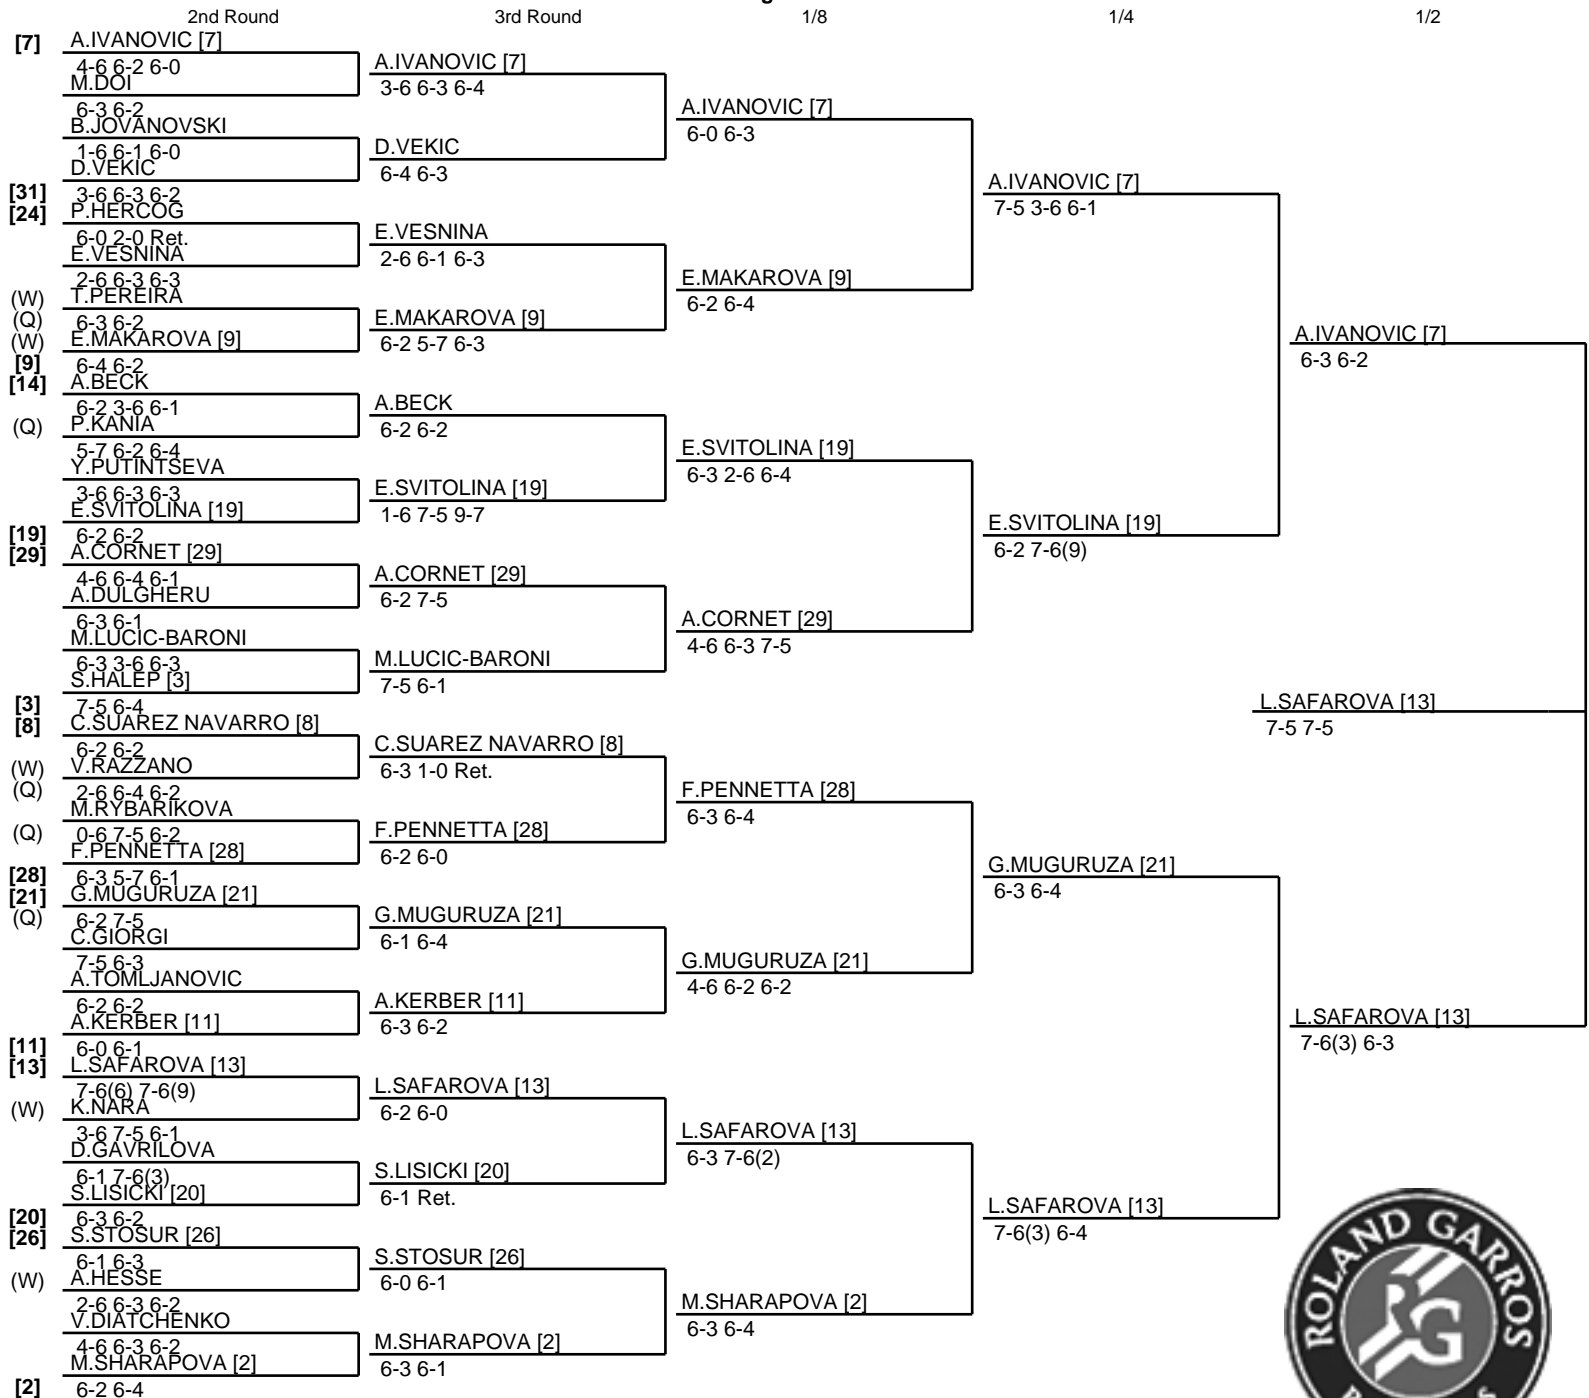 2nd Round 3rd Round 1/8 1/4 1/2
[7] A.IVANOVIC [7]
4-6 6-2 6-0
M.DOI
6-3 6-2
B.JOVANOVSKI
1-6 6-1 6-0
D.VEKIC
[31] 3-6 6-3 6-2
[24] P.HERCOG
6-0 2-0 Ret.
E.VESNINA
2-6 6-3 6-3
(W) T.PEREIRA
(Q) 6-3 6-2
(W) E.MAKAROVA [9]
[9] 6-4 6-2
[14] A.BECK
6-2 3-6 6-1
(Q) P.KANIA
5-7 6-2 6-4
Y.PUTINTSEVA
3-6 6-3 6-3
E.SVITOLINA [19]
[19] 6-2 6-2
[29] A.CORNET [29]
4-6 6-4 6-1
A.DULGHERU
6-3 6-1
M.LUCIC-BARONI
6-3 3-6 6-3
S.HALEP [3]
[3] 7-5 6-4
[8] C.SUAREZ NAVARRO [8]
6-2 6-2
(W) V.RAZZANO
(Q) 2-6 6-4 6-2
M.RYBARIKOVA
(Q) 0-6 7-5 6-2
F.PENNETTA [28]
[28] 6-3 5-7 6-1
[21] G.MUGURUZA [21]
(Q) 6-2 7-5
C.GIORGI
7-5 6-3
A.TOMLJANOVIC
6-2 6-2
A.KERBER [11]
[11] 6-0 6-1
[13] L.SAFAROVA [13]
7-6(6) 7-6(9)
(W) K.NARA
3-6 7-5 6-1
D.GAVRILOVA
6-1 7-6(3)
S.LISICKI [20]
[20] 6-3 6-2
[26] S.STOSUR [26]
6-1 6-3
(W) A.HESSE
2-6 6-3 6-2
V.DIATCHENKO
4-6 6-3 6-2
M.SHARAPOVA [2]
[2] 6-2 6-4
A.IVANOVIC [7]
3-6 6-3 6-4
D.VEKIC
6-4 6-3
E.VESNINA
2-6 6-1 6-3
E.MAKAROVA [9]
6-2 5-7 6-3
A.BECK
6-2 6-2
E.SVITOLINA [19]
1-6 7-5 9-7
A.CORNET [29]
6-2 7-5
M.LUCIC-BARONI
7-5 6-1
C.SUAREZ NAVARRO [8]
6-3 1-0 Ret.
F.PENNETTA [28]
6-2 6-0
G.MUGURUZA [21]
6-1 6-4
A.KERBER [11]
6-3 6-2
L.SAFAROVA [13]
6-2 6-0
S.LISICKI [20]
6-1 Ret.
S.STOSUR [26]
6-0 6-1
M.SHARAPOVA [2]
6-3 6-1
A.IVANOVIC [7]
6-0 6-3
E.MAKAROVA [9]
6-2 6-4
E.SVITOLINA [19]
6-3 2-6 6-4
A.CORNET [29]
4-6 6-3 7-5
F.PENNETTA [28]
6-3 6-4
G.MUGURUZA [21]
4-6 6-2 6-2
L.SAFAROVA [13]
6-3 7-6(2)
M.SHARAPOVA [2]
6-3 6-4
A.IVANOVIC [7]
7-5 3-6 6-1
E.SVITOLINA [19]
6-2 7-6(9)
G.MUGURUZA [21]
6-3 6-4
L.SAFAROVA [13]
7-6(3) 6-4
A.IVANOVIC [7]
6-3 6-2
L.SAFAROVA [13]
7-6(3) 6-3
L.SAFAROVA [13]
7-5 7-5
ROLAND GARROS
RG